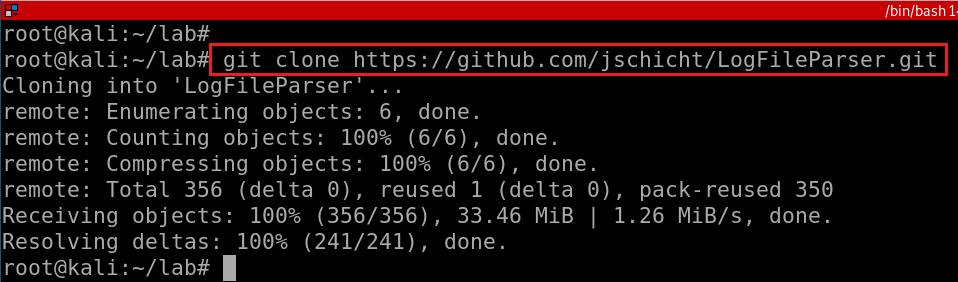 /bin/bash 14
root@kali:~/lab#
root@kali:~/lab# git clone https://github.com/jschicht/LogFileParser.git
Cloning into 'LogFileParser'...
remote: Enumerating objects: 6, done.
remote: Counting objects: 100% (6/6), done.
remote: Compressing objects: 100% (6/6), done.
remote: Total 356 (delta 0), reused 1 (delta 0), pack-reused 350
Receiving objects: 100% (356/356), 33.46 MiB | 1.26 MiB/s, done.
Resolving deltas: 100% (241/241), done.
root@kali:~/lab#